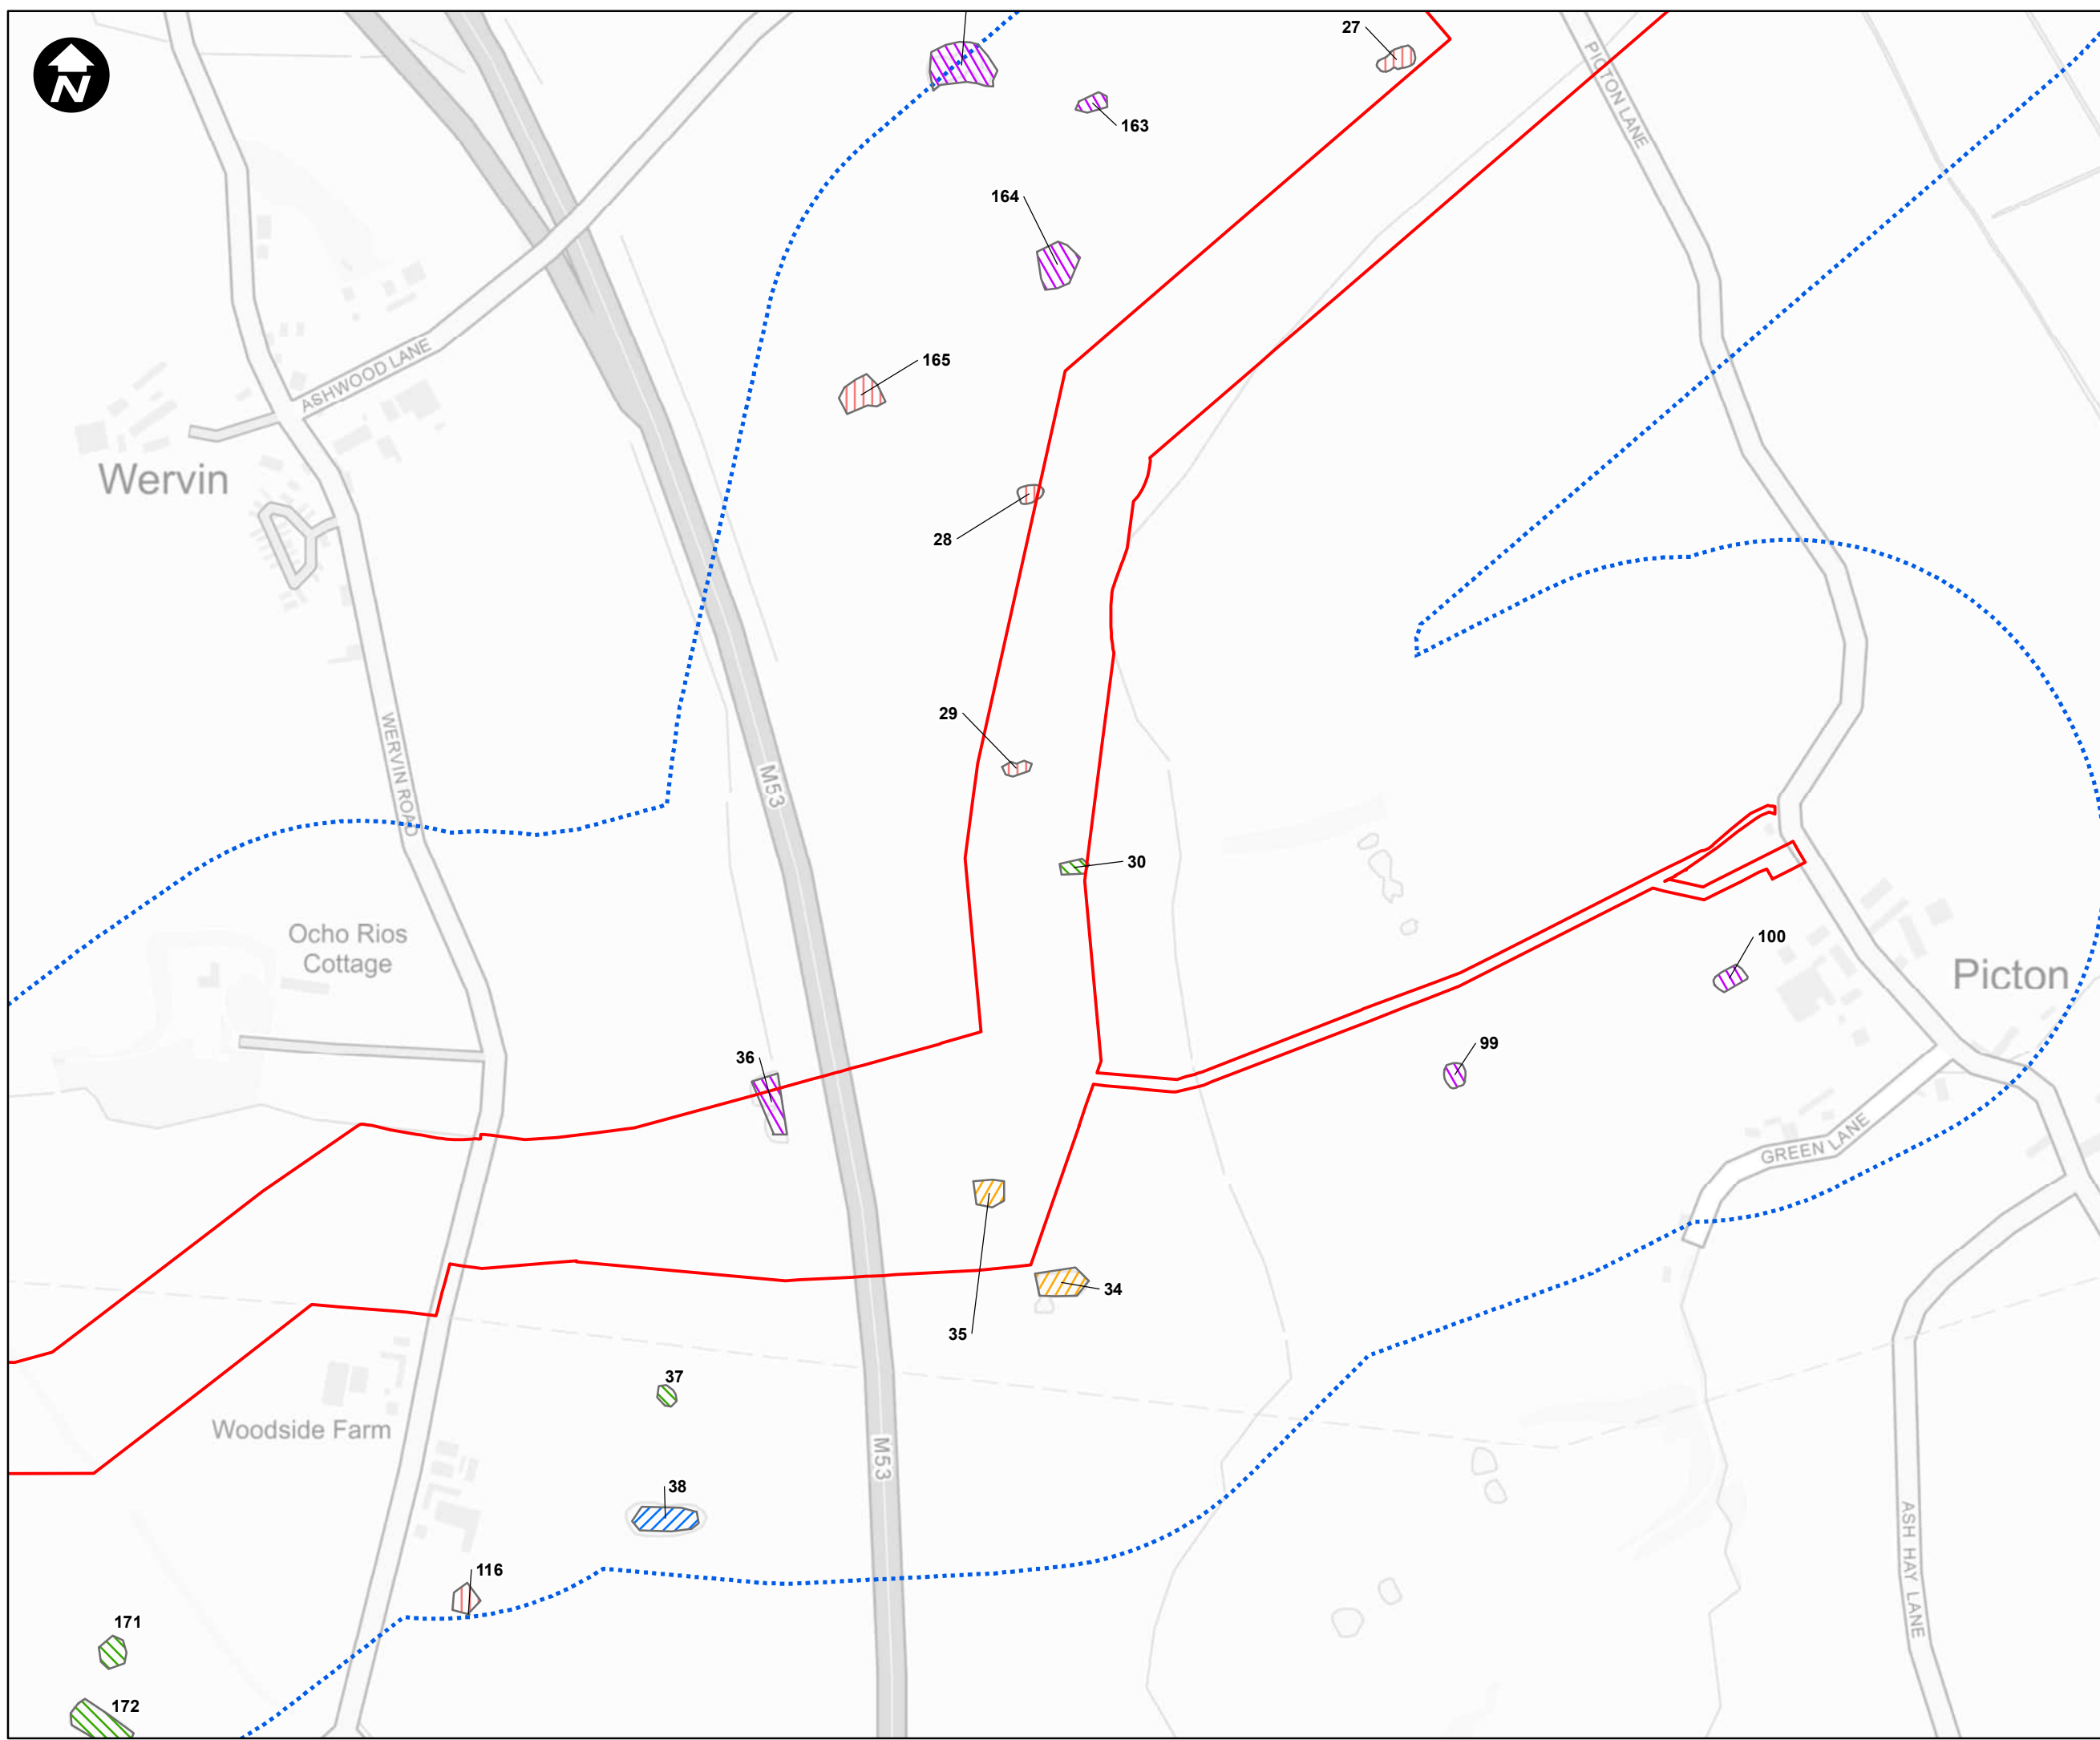 N
27
PICTON LANE
163
164
165
ASHWOOD LANE
Wervin
28
29
WERVIN ROAD
M53
30
Ocho Rios
Cottage
100
Picton
99
36
GREEN LANE
34
35
37
Woodside Farm
M53
38
ASH HAY LANE
116
171
172